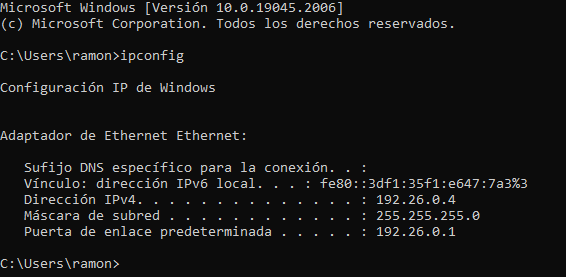 Microsoft Windows [Versión 10.0.19045.2006]
(c) Microsoft Corporation. Todos los derechos reservados.
C:\Users\ramon>ipconfig
Configuración IP de Windows
Adaptador de Ethernet Ethernet:
Sufijo DNS específico para la conexión. . :
Vínculo: dirección IPv6 local. . . : fe80::3df1:35f1:e647:7a3%3
Dirección IPv4. . . . . . . . . . . . . . : 192.26.0.4
Máscara de subred . . . . . . . . . . . . : 255.255.255.0
Puerta de enlace predeterminada . . . . . : 192.26.0.1
C:\Users\ramon>